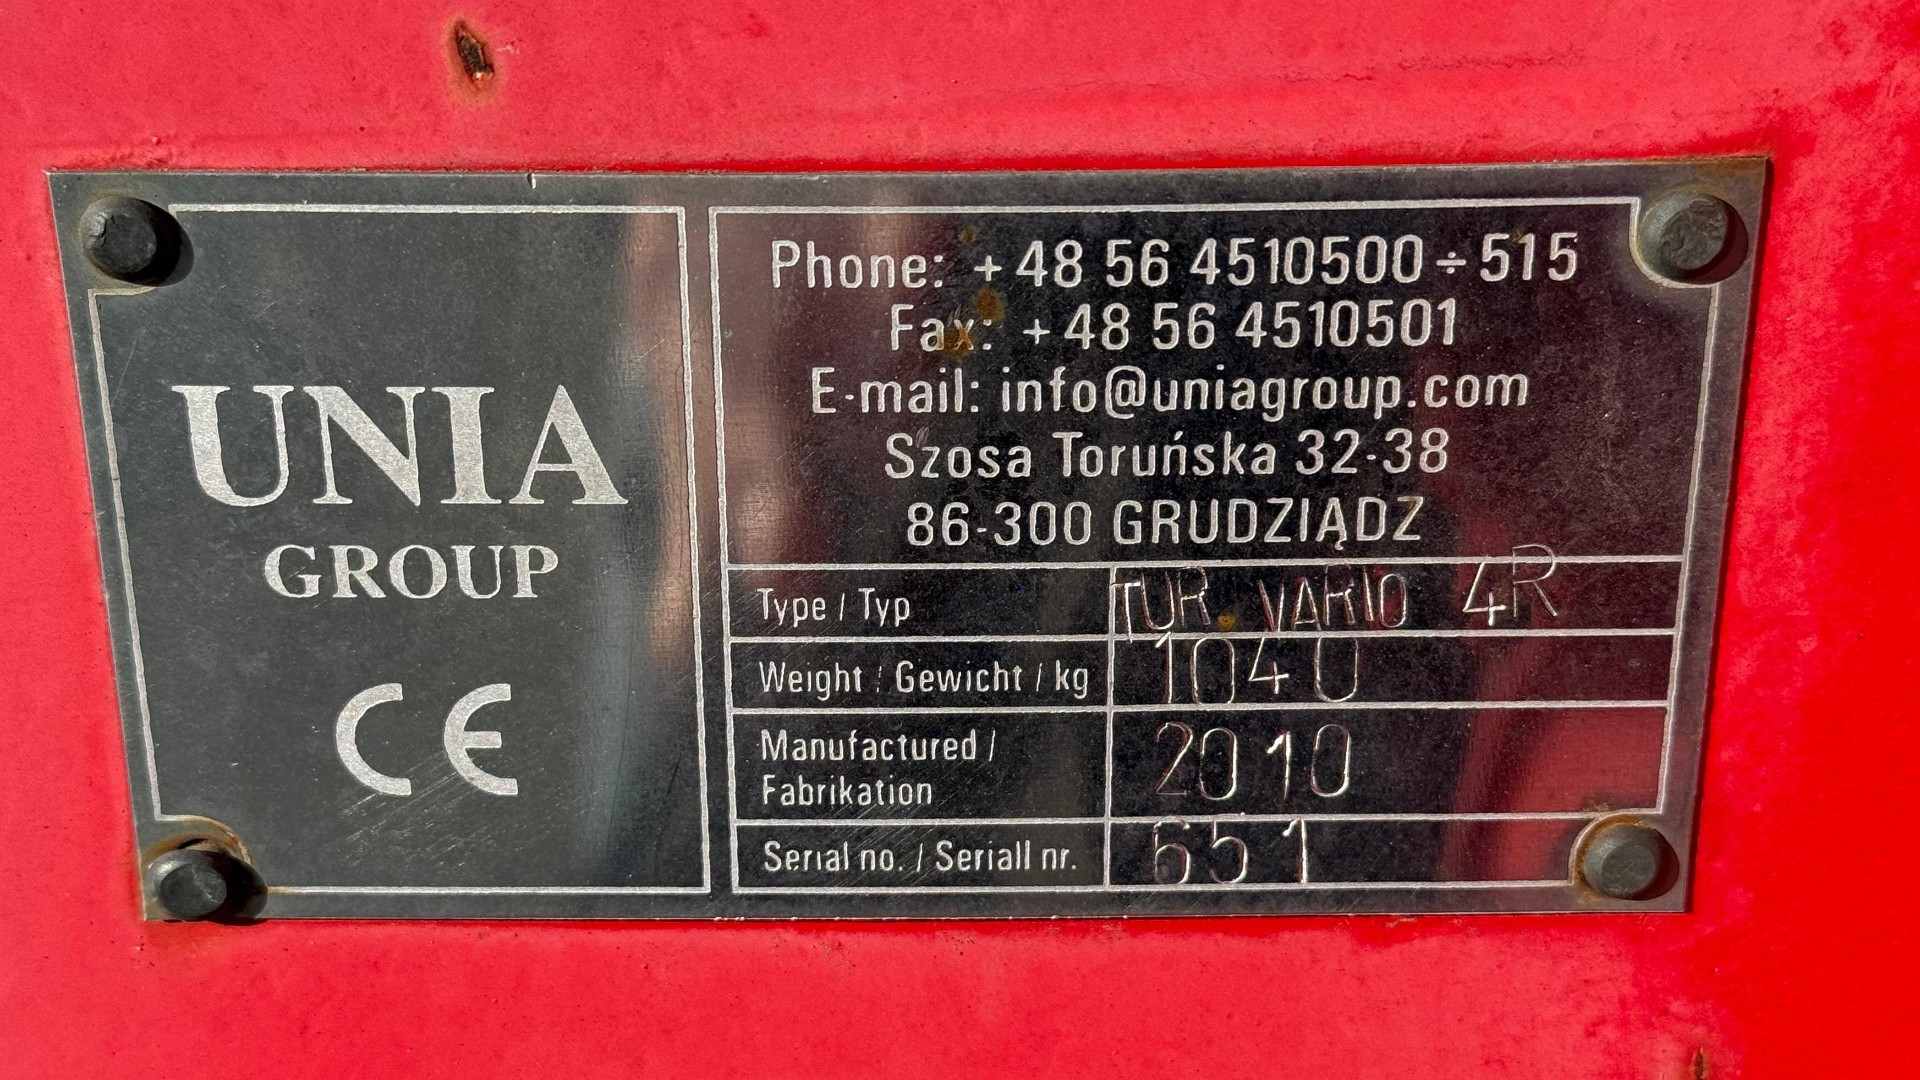 UNIA
GROUP
CE
Phone: +48 56 4510500÷515
Fax: +48 56 4510501
E-mail: info@uniagroup.com
Szosa Toruńska 32-38
86-300 GRUDZIĄDZ
Type / Typ TUR VARIO 4R
Weight / Gewicht / kg 1040
Manufactured /
Fabrikation 2010
Serial no. / Seriall nr. 651